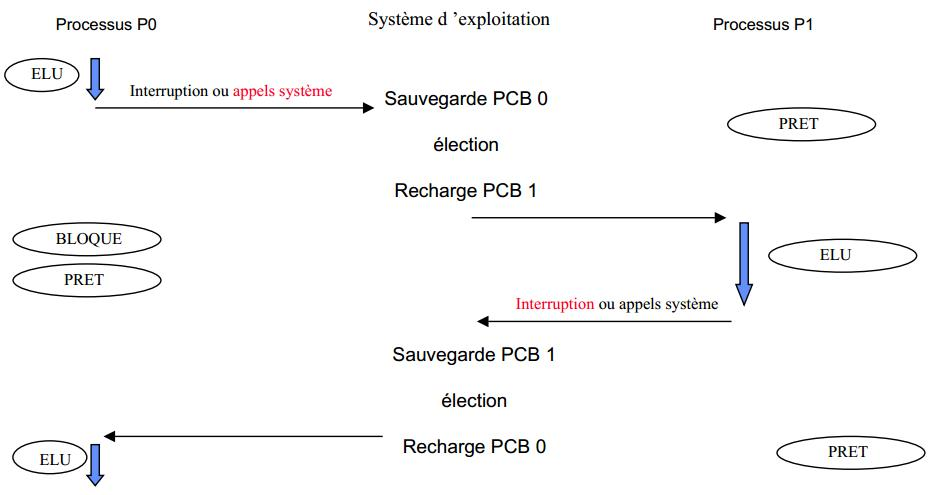 Processus P0
Système d 'exploitation
Processus P1
ELU
Interruption ou appels système
Sauvegarde PCB 0
PRET
élection
Recharge PCB 1
BLOQUE
ELU
PRET
Interruption ou appels système
Sauvegarde PCB 1
élection
Recharge PCB 0
ELU
PRET